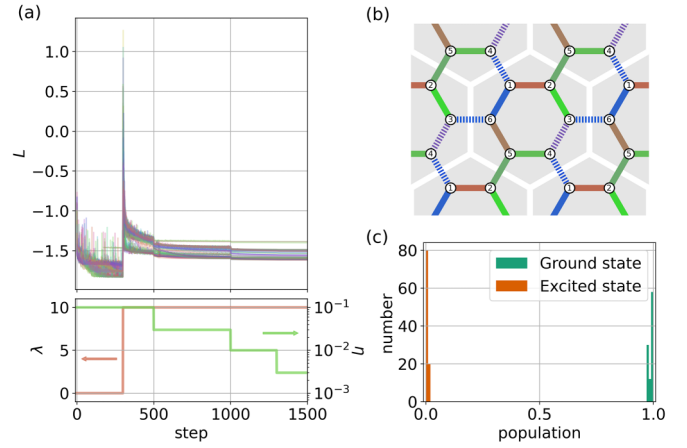 (a)
1.0
0.5
0.0
−0.5
−1.0
−1.5
L
10
5
0
λ
10⁻¹
10⁻²
10⁻³
η
0 500 1000 1500
step
(b)
5 4 5 4
2 1 2 1
3 6 3 6
4 5 4 5
1 2 1 2
(c)
80
60
40
20
0
number
Ground state
Excited state
0.0 0.5 1.0
population